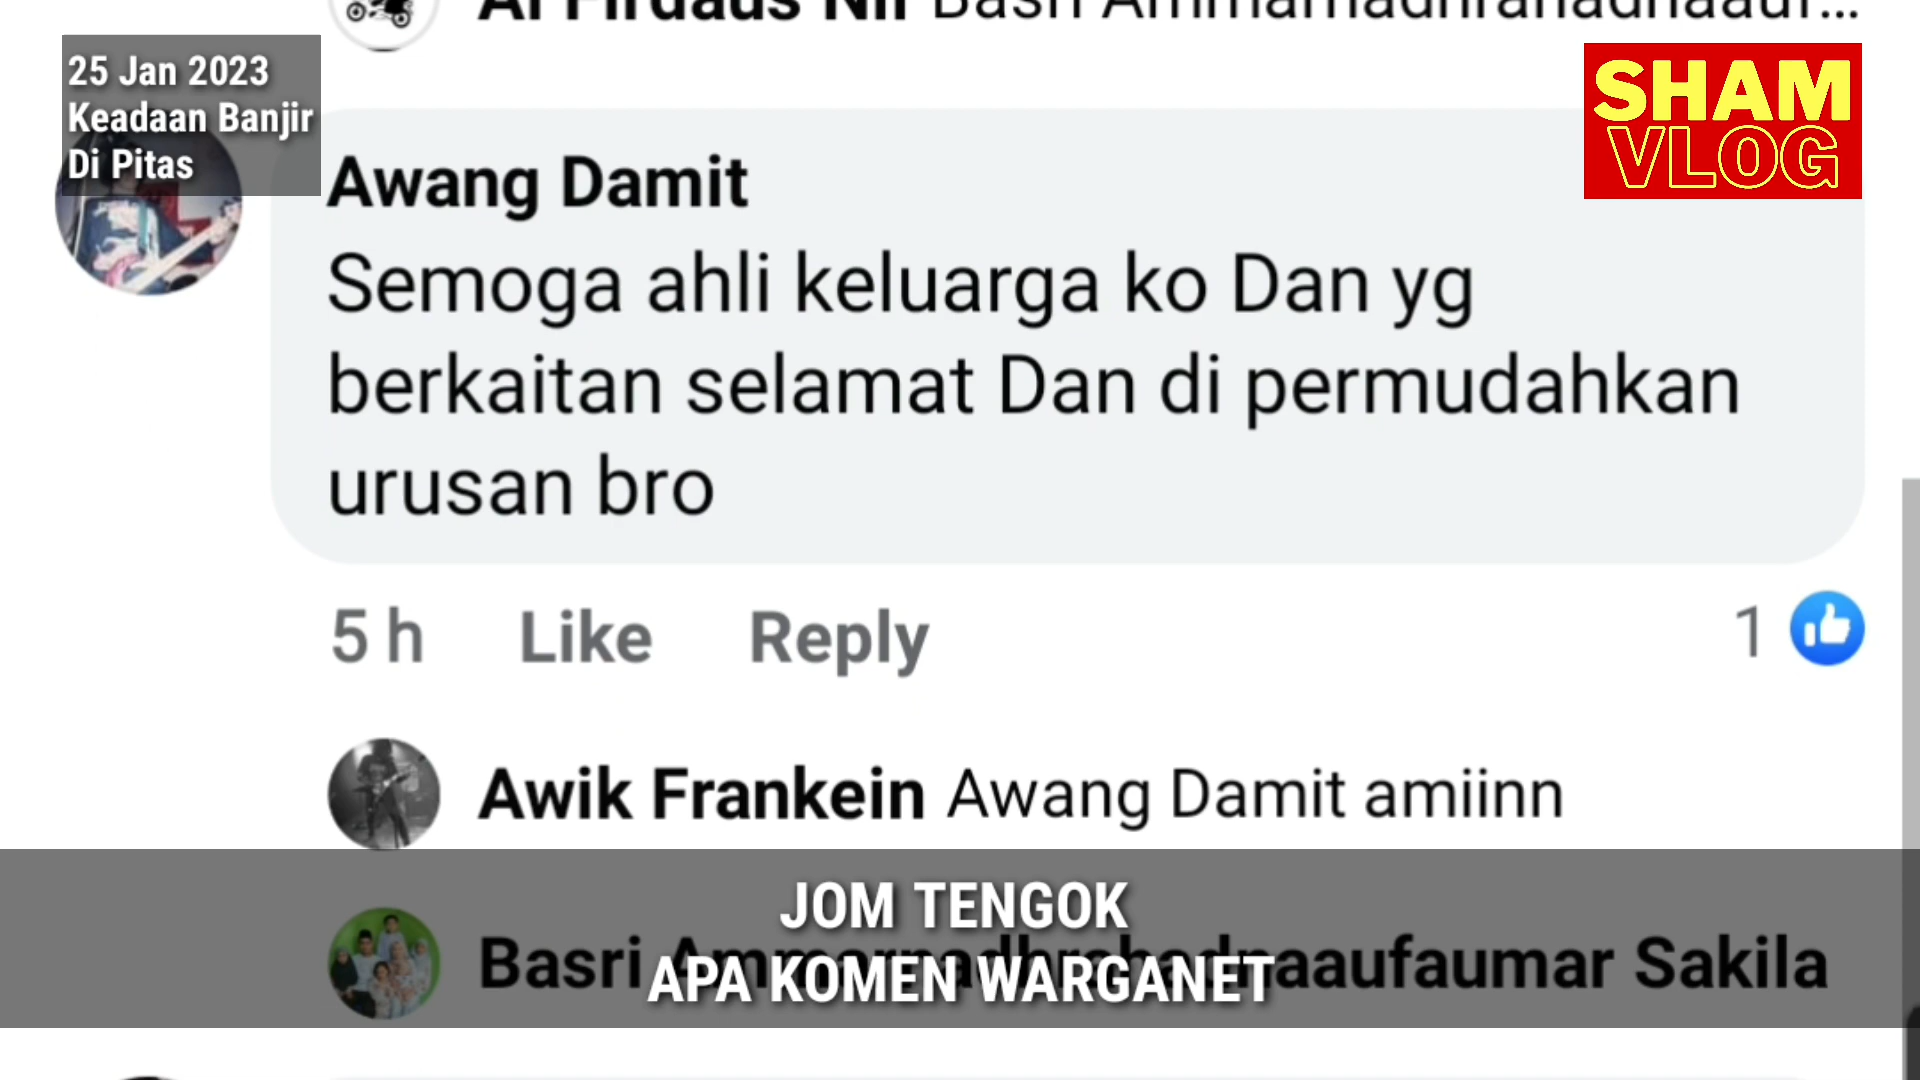 25 Jan 2023
Keadaan Banjir
Di Pitas
SHAM
VLOG
Awang Damit
Semoga ahli keluarga ko Dan yg
berkaitan selamat Dan di permudahkan
urusan bro
5 h Like Reply 1
Awik Frankein Awang Damit amiinn
JOM TENGOK
Basri Sakila
APA KOMEN WARGANET